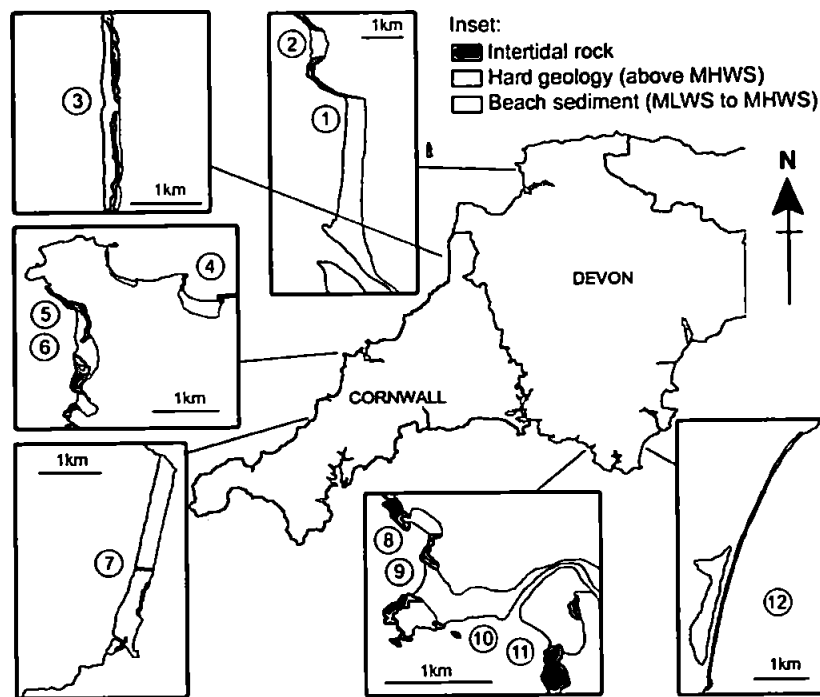 1km
Inset:
Intertidal rock
Hard geology (above MHWS)
Beach sediment (MLWS to MHWS)
2
1
3
1km
N
DEVON
4
5
6
1km
CORNWALL
1km
7
8
9
10
11
1km
1km
12